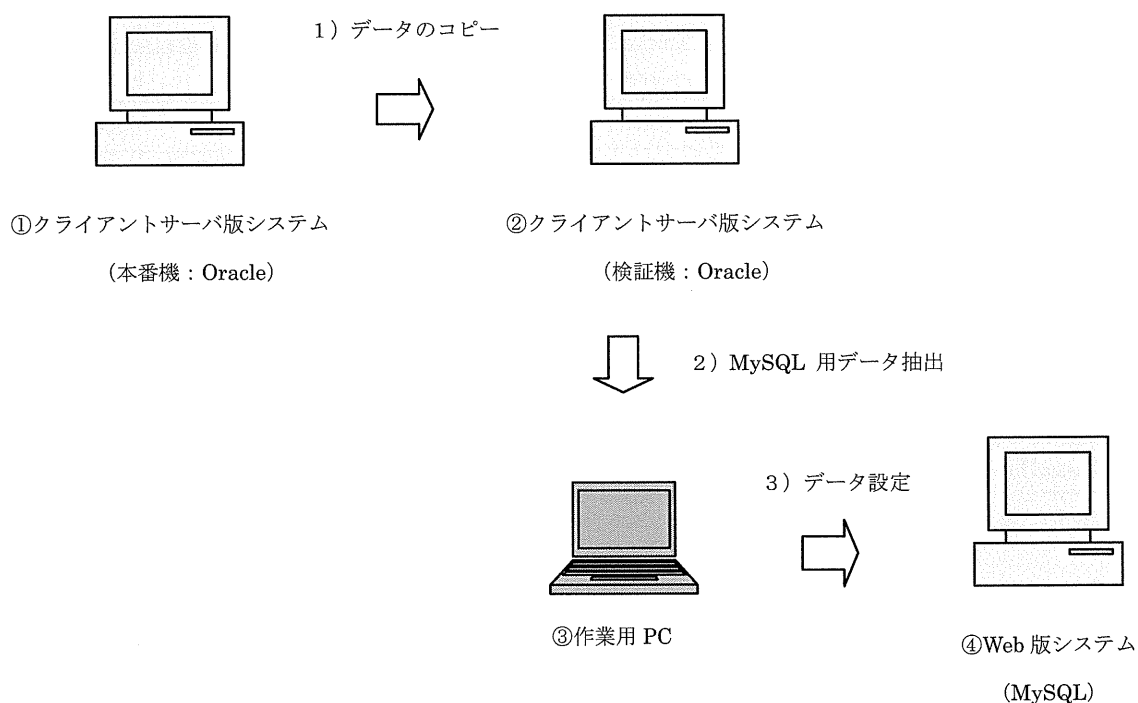 1）データのコピー
①クライアントサーバ版システム
（本番機：Oracle）
②クライアントサーバ版システム
（検証機：Oracle）
2）MySQL 用データ抽出
3）データ設定
③作業用 PC
④Web 版システム
（MySQL）